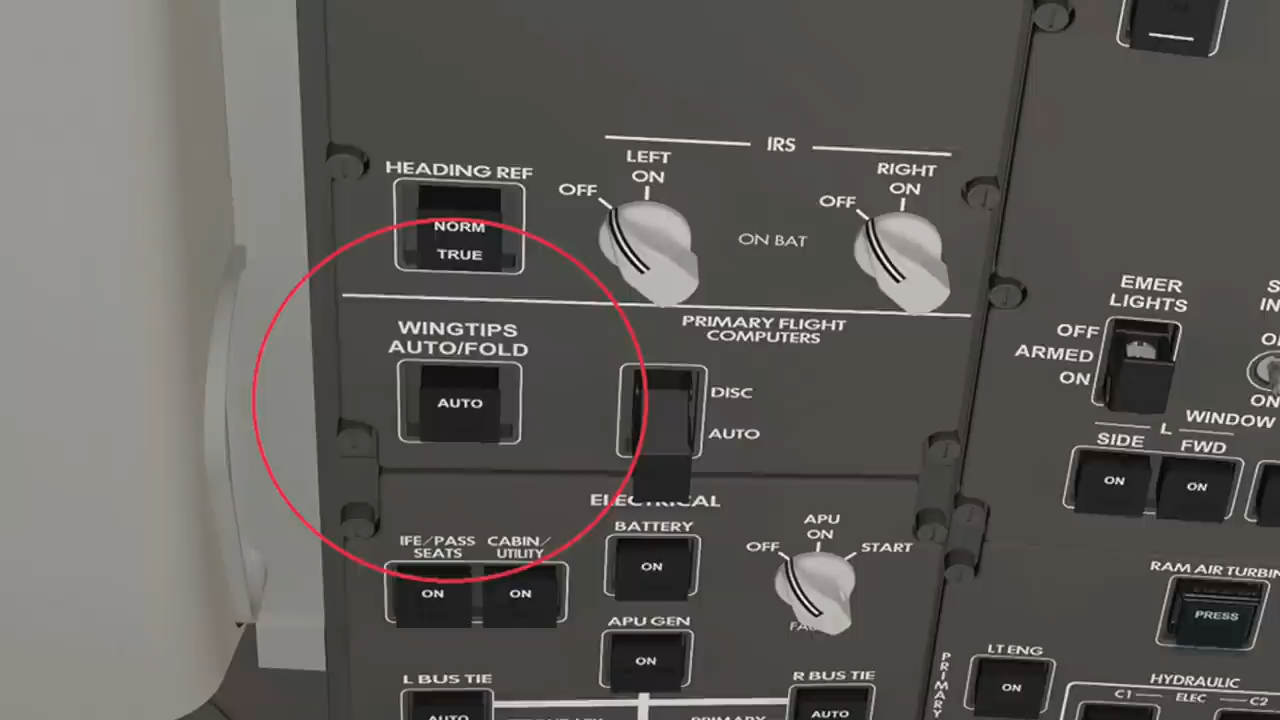 IRS
HEADING REF
NORM
TRUE
LEFT
ON
OFF
ON BAT
RIGHT
ON
OFF
WINGTIPS
AUTO/FOLD
AUTO
PRIMARY FLIGHT
COMPUTERS
DISC
AUTO
EMER
LIGHTS
OFF
ARMED
ON
ON
WINDOW
L
SIDE
FWD
ON
ON
ELECTRICAL
IFE/PASS
SEATS
CABIN/
UTILITY
ON
ON
BATTERY
ON
APU
ON
OFF
START
APU GEN
ON
L BUS TIE
AUTO
R BUS TIE
AUTO
PRIMARY
RAM AIR TURBIN
PRESS
PRIMARY
LT ENG
ON
HYDRAULIC
C1
ELEC
C2